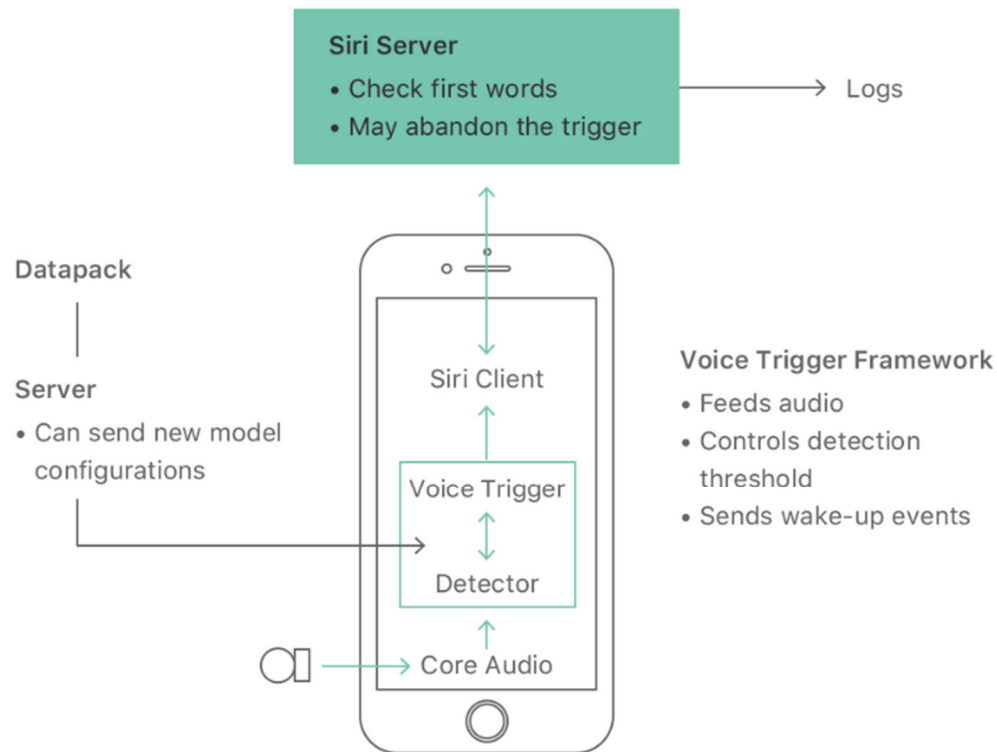 Siri Server
• Check first words
• May abandon the trigger
Logs
Datapack
Server
• Can send new model
configurations
Siri Client
Voice Trigger
Detector
Core Audio
Voice Trigger Framework
• Feeds audio
• Controls detection
threshold
• Sends wake-up events